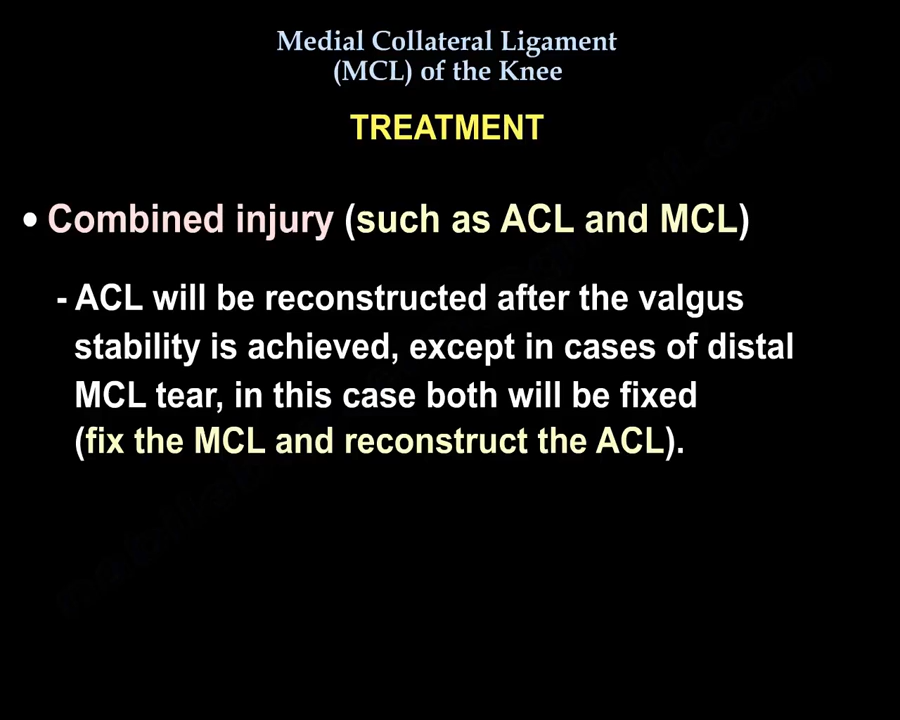 Medial Collateral Ligament
(MCL) of the Knee
TREATMENT
• Combined injury (such as ACL and MCL)
- ACL will be reconstructed after the valgus
stability is achieved, except in cases of distal
MCL tear, in this case both will be fixed
(fix the MCL and reconstruct the ACL).